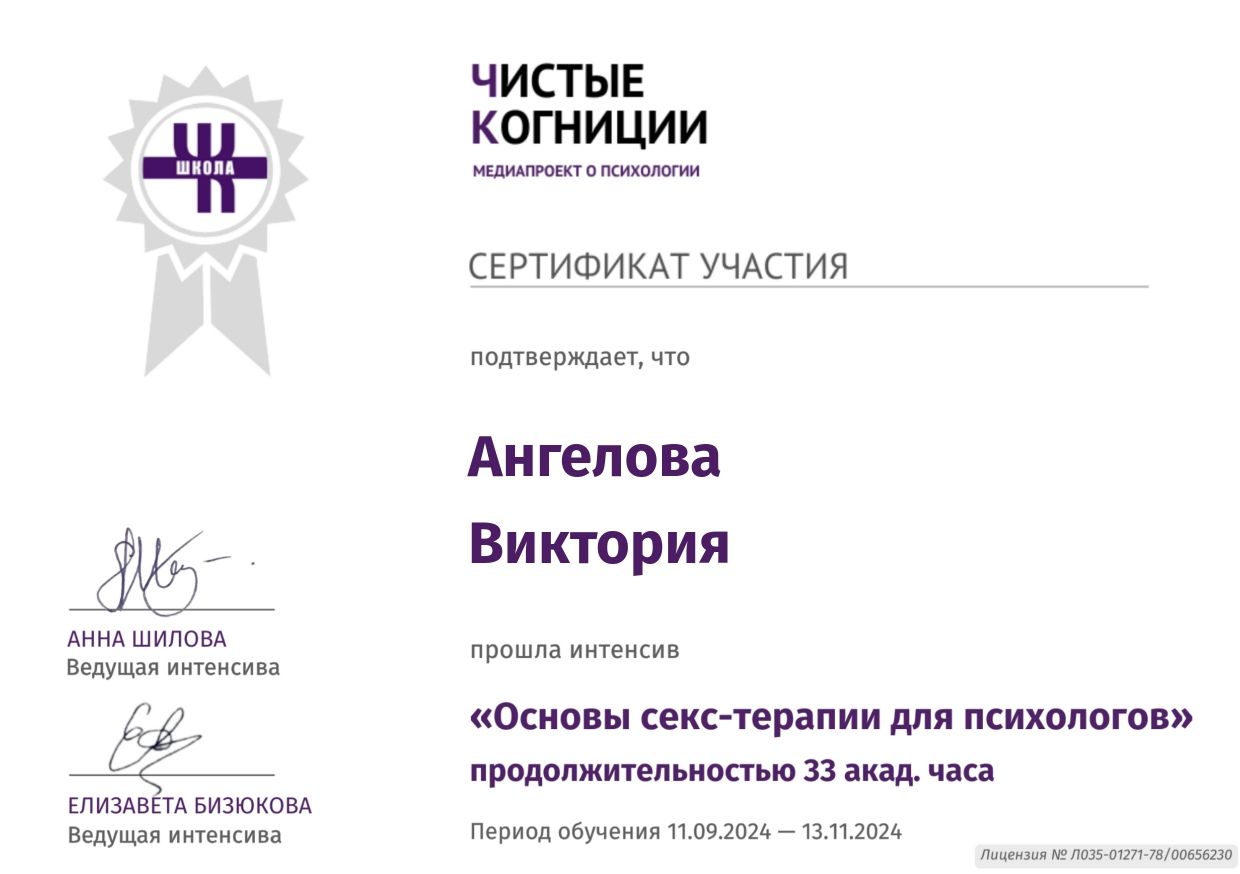 ЧИСТЫЕ
КОГНИЦИИ
МЕДИАПРОЕКТ О ПСИХОЛОГИИ
ЧК
ШКОЛА
СЕРТИФИКАТ УЧАСТИЯ
подтверждает, что
Ангелова
Виктория
прошла интенсив
«Основы секс-терапии для психологов»
продолжительностью 33 акад. часа
Период обучения 11.09.2024 — 13.11.2024
АННА ШИЛОВА
Ведущая интенсива
ЕЛИЗАВЕТА БИЗЮКОВА
Ведущая интенсива
Лицензия № Л035-01271-78/00656230